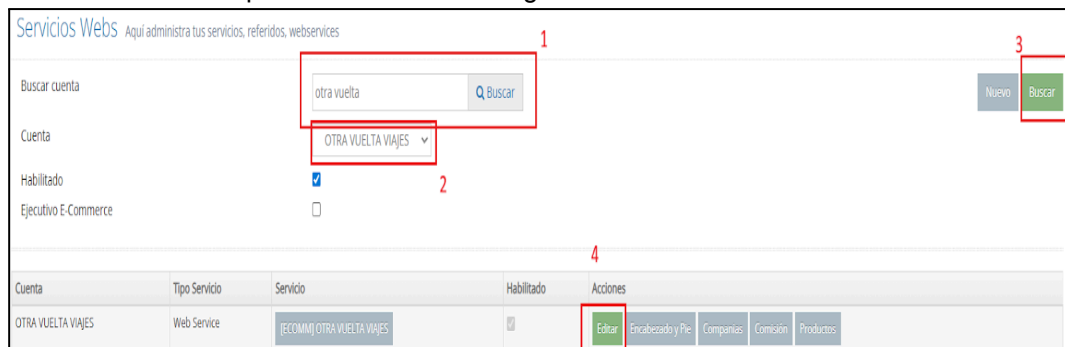 Servicios Webs Aquí administra tus servicios, referidos, webservices
1
3
Buscar cuenta
otra vuelta
Buscar
Nuevo
Buscar
Cuenta
OTRA VUELTA VIAJES
Habilitado
2
Ejecutivo E-Commerce
4
Cuenta Tipo Servicio Servicio Habilitado Acciones
OTRA VUELTA VIAJES Web Service [ECOMM] OTRA VUELTA VIAJES Editar Encabezado y Pie Companias Comisión Productos